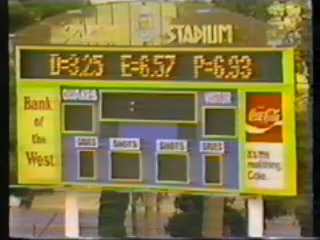 SPARTAN STADIUM
D=3.25 E=6.57 P=6.93
QUAKES
VISITOR
Bank
of
the
West
:
SAVES SHOTS SHOTS SAVES
Coca-Cola
It's the
real thing.
Coke.